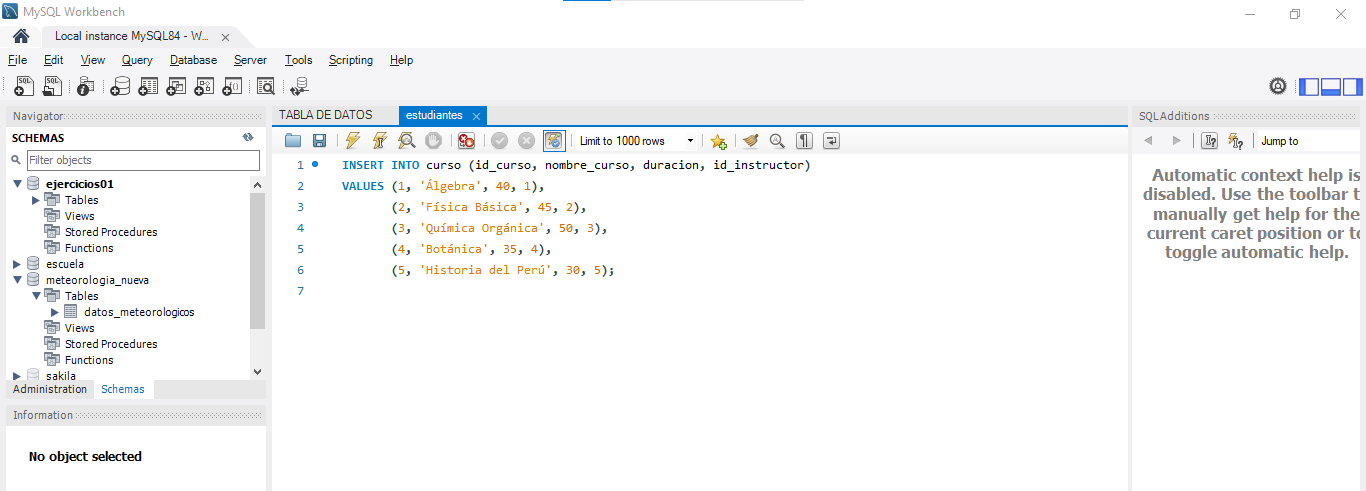 MySQL Workbench
Local instance MySQL84 - W... ×
File Edit View Query Database Server Tools Scripting Help
Navigator
SCHEMAS
Filter objects
ejercicios01
Tables
Views
Stored Procedures
Functions
escuela
meteorologia_nueva
Tables
datos_meteorologicos
Views
Stored Procedures
Functions
sakila
Administration Schemas
Information
No object selected
TABLA DE DATOS estudiantes ×
Limit to 1000 rows
1 INSERT INTO curso (id_curso, nombre_curso, duracion, id_instructor)
2 VALUES (1, 'Álgebra', 40, 1),
3 (2, 'Física Básica', 45, 2),
4 (3, 'Química Orgánica', 50, 3),
5 (4, 'Botánica', 35, 4),
6 (5, 'Historia del Perú', 30, 5);
7
SQLAdditions
Jump to
Automatic context help is
disabled. Use the toolbar t
manually get help for the
current caret position or to
toggle automatic help.